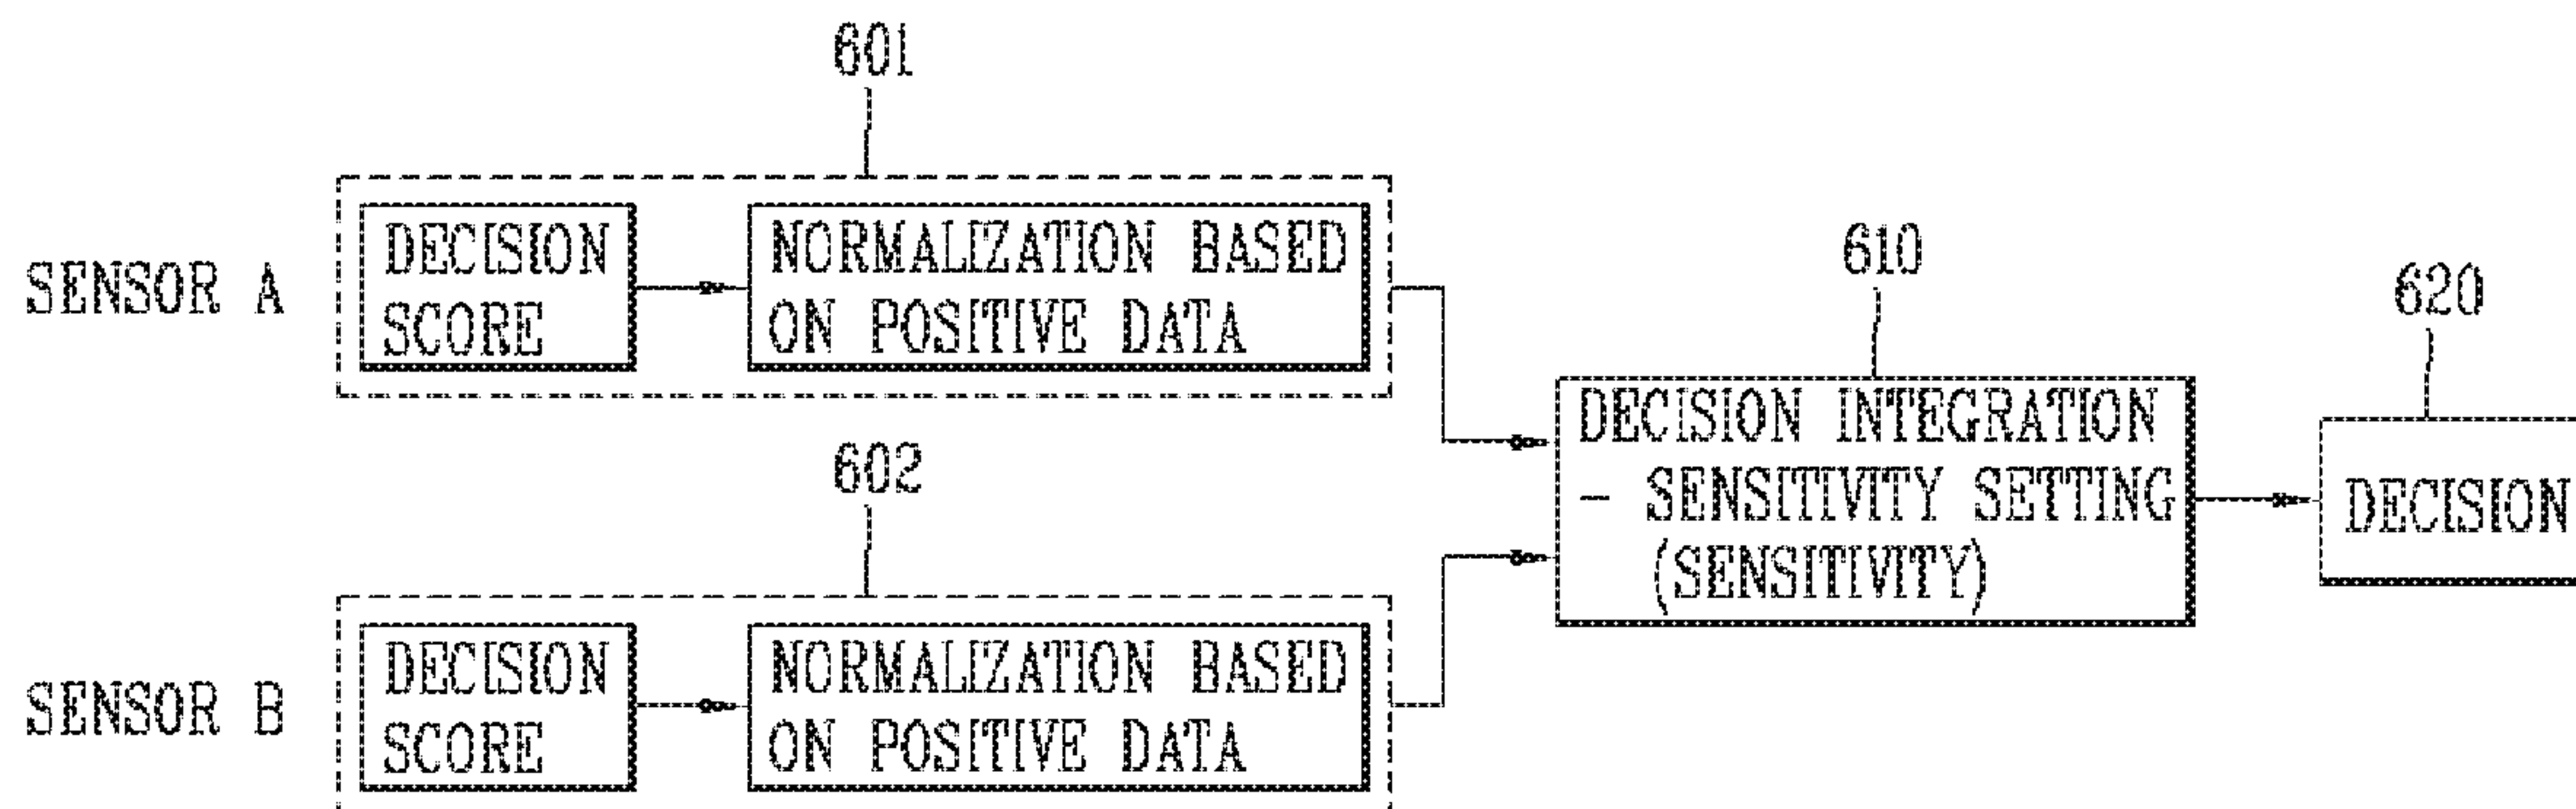 601
SENSOR A
DECISION
SCORE
NORMALIZATION BASED
ON POSITIVE DATA
610
DECISION INTEGRATION
- SENSITIVITY SETTING
(SENSITIVITY)
620
DECISION
602
SENSOR B
DECISION
SCORE
NORMALIZATION BASED
ON POSITIVE DATA